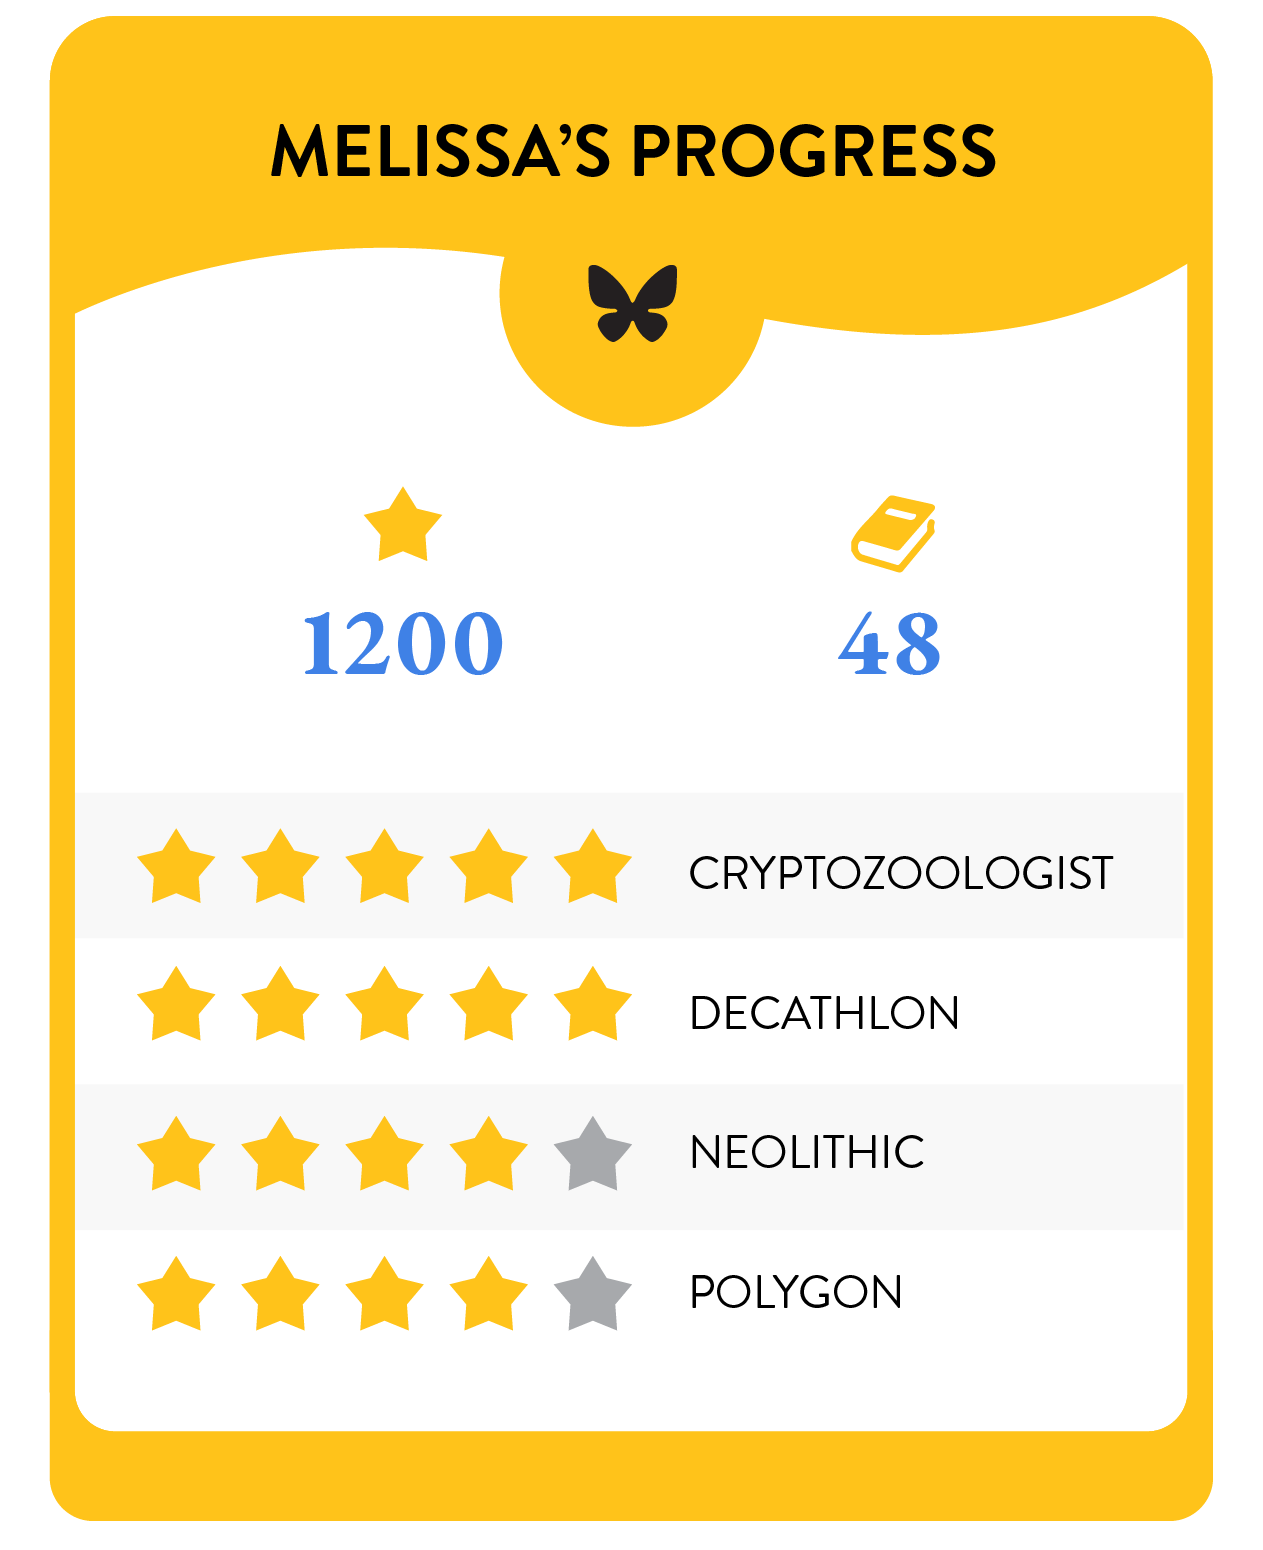 MELISSA’S PROGRESS
1200
48
CRYPTOZOOLOGIST
DECATHLON
NEOLITHIC
POLYGON